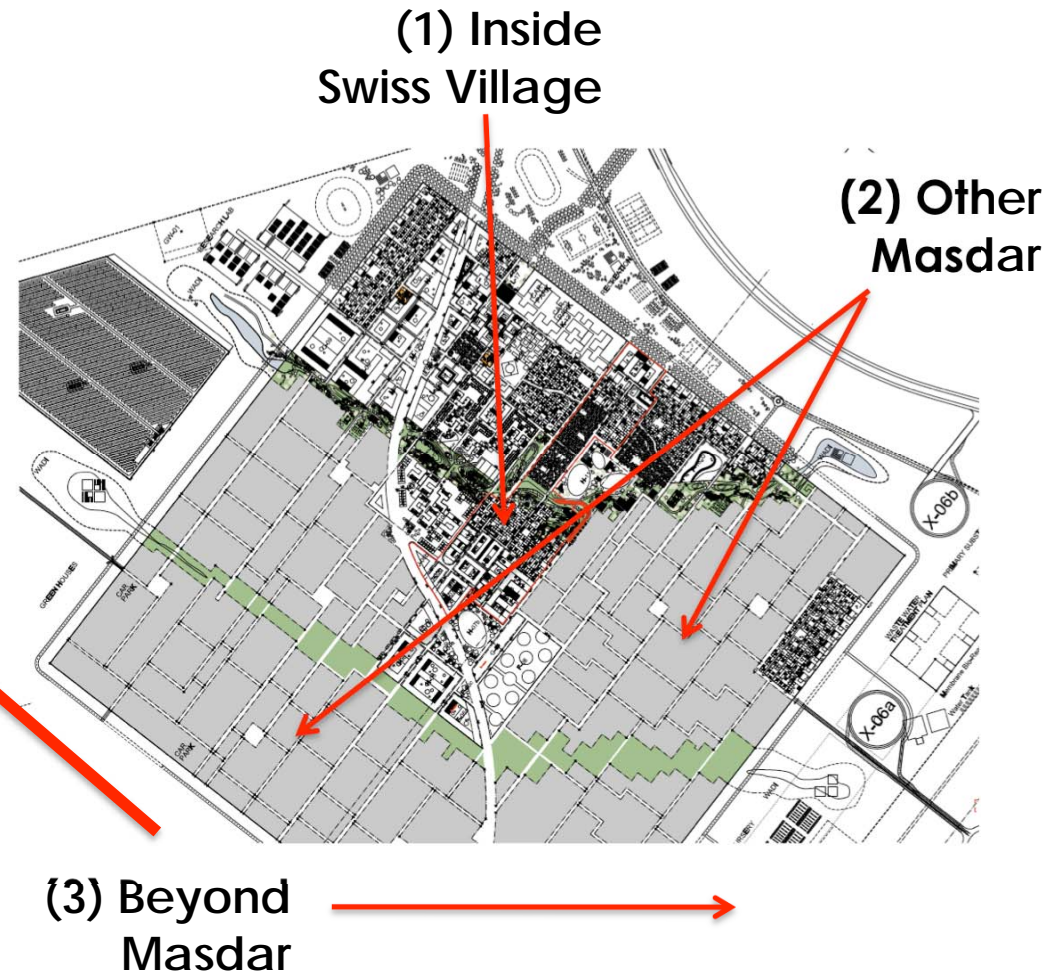 (1) Inside
Swiss Village
(2) Other
Masdar
WADI
WADI
GREEN HOUSES
CAR
PARK
X-06b
X-06a
CAR
PARK
WADI
(3) Beyond
Masdar